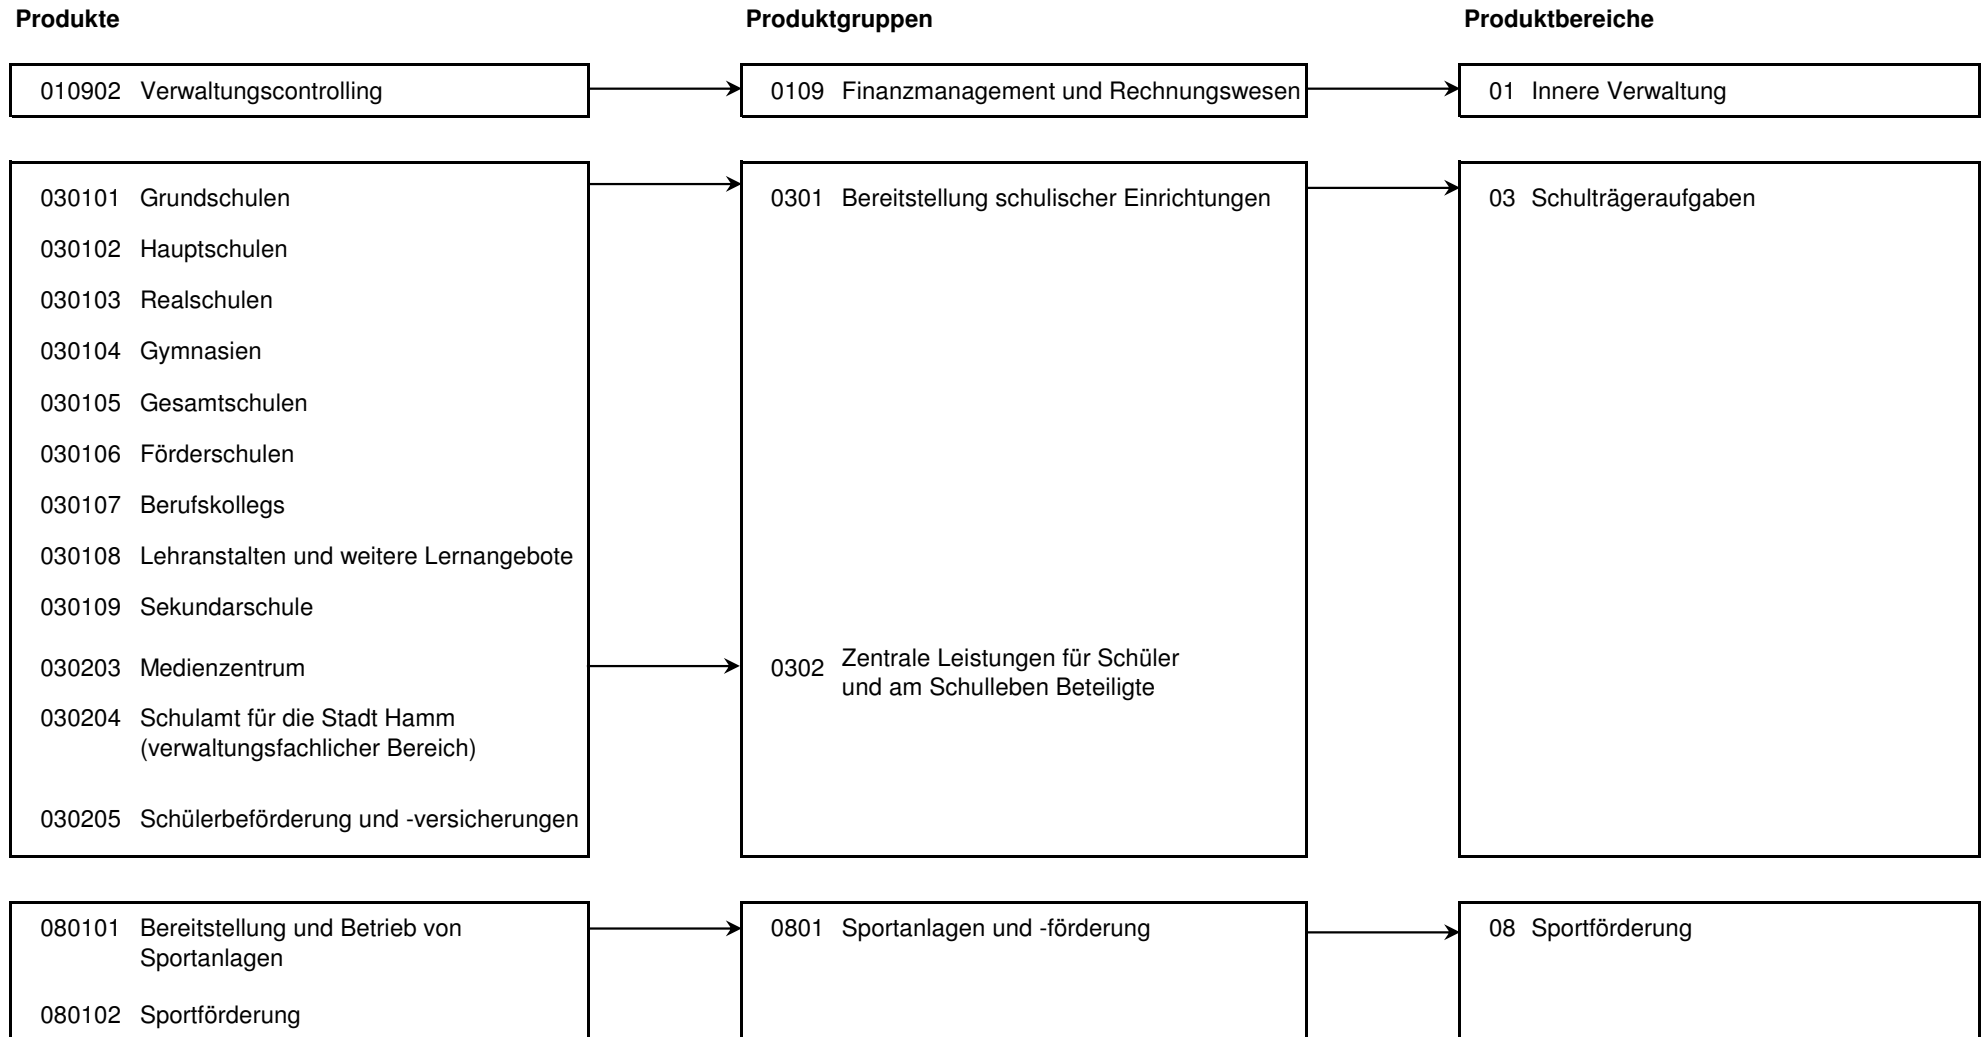 Produkte Produktgruppen Produktbereiche
010902 Verwaltungscontrolling 0109 Finanzmanagement und Rechnungswesen 01 Innere Verwaltung
030101 Grundschulen 0301 Bereitstellung schulischer Einrichtungen 03 Schulträgeraufgaben
030102 Hauptschulen
030103 Realschulen
030104 Gymnasien
030105 Gesamtschulen
030106 Förderschulen
030107 Berufskollegs
030108 Lehranstalten und weitere Lernangebote
030109 Sekundarschule
030203 Medienzentrum 0302 Zentrale Leistungen für Schüler
und am Schulleben Beteiligte
030204 Schulamt für die Stadt Hamm
(verwaltungsfachlicher Bereich)
030205 Schülerbeförderung und -versicherungen
080101 Bereitstellung und Betrieb von 0801 Sportanlagen und -förderung 08 Sportförderung
Sportanlagen
080102 Sportförderung